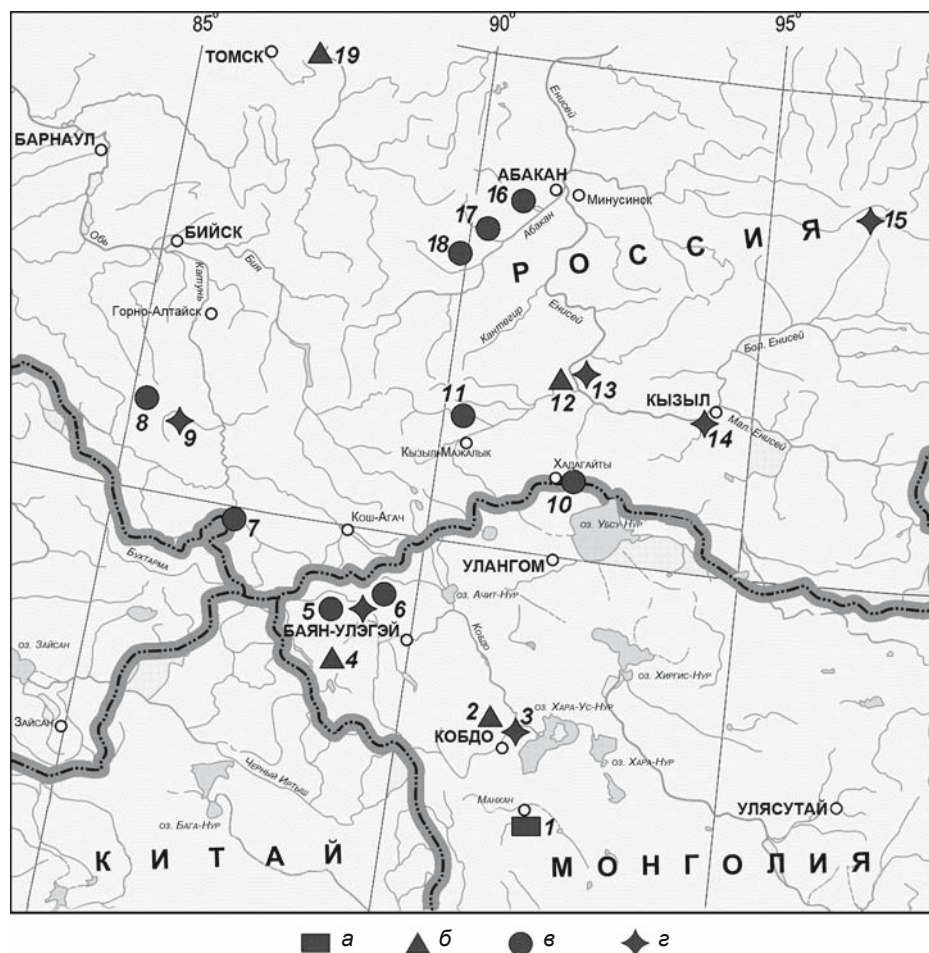 85° 90° 95°
ТОМСК 19
Енисей
БАРНАУЛ
АБАКАН
16 Минусинск
17 Абакан 15
Обь БИЙСК 18
Бия РОССИЯ
Катунь
Горно-Алтайск Енисей
Кантегир
Бол. Енисей
8 11 12 13 КЫЗЫЛ
9 14 Мал. Енисей
Кызыл-Мажалык
Хадагайты
7 Кош-Агач 10
оз. Убсу-Нур
Бухтарма УЛАНГОМ
5 6 оз. Ачит-Нур
БАЯН-УЛЭГЭЙ Кобдо
оз. Зайсан 4
оз. Хиргис-Нур
2 3 оз. Хара-Ус-Нур
Зайсан КОБДО
оз. Хара-Нур
Черный Иртыш
Манхан УЛЯСУТАЙ
оз. Бага-Нур 1
КИТАЙ МОНГОЛИЯ
а б в г